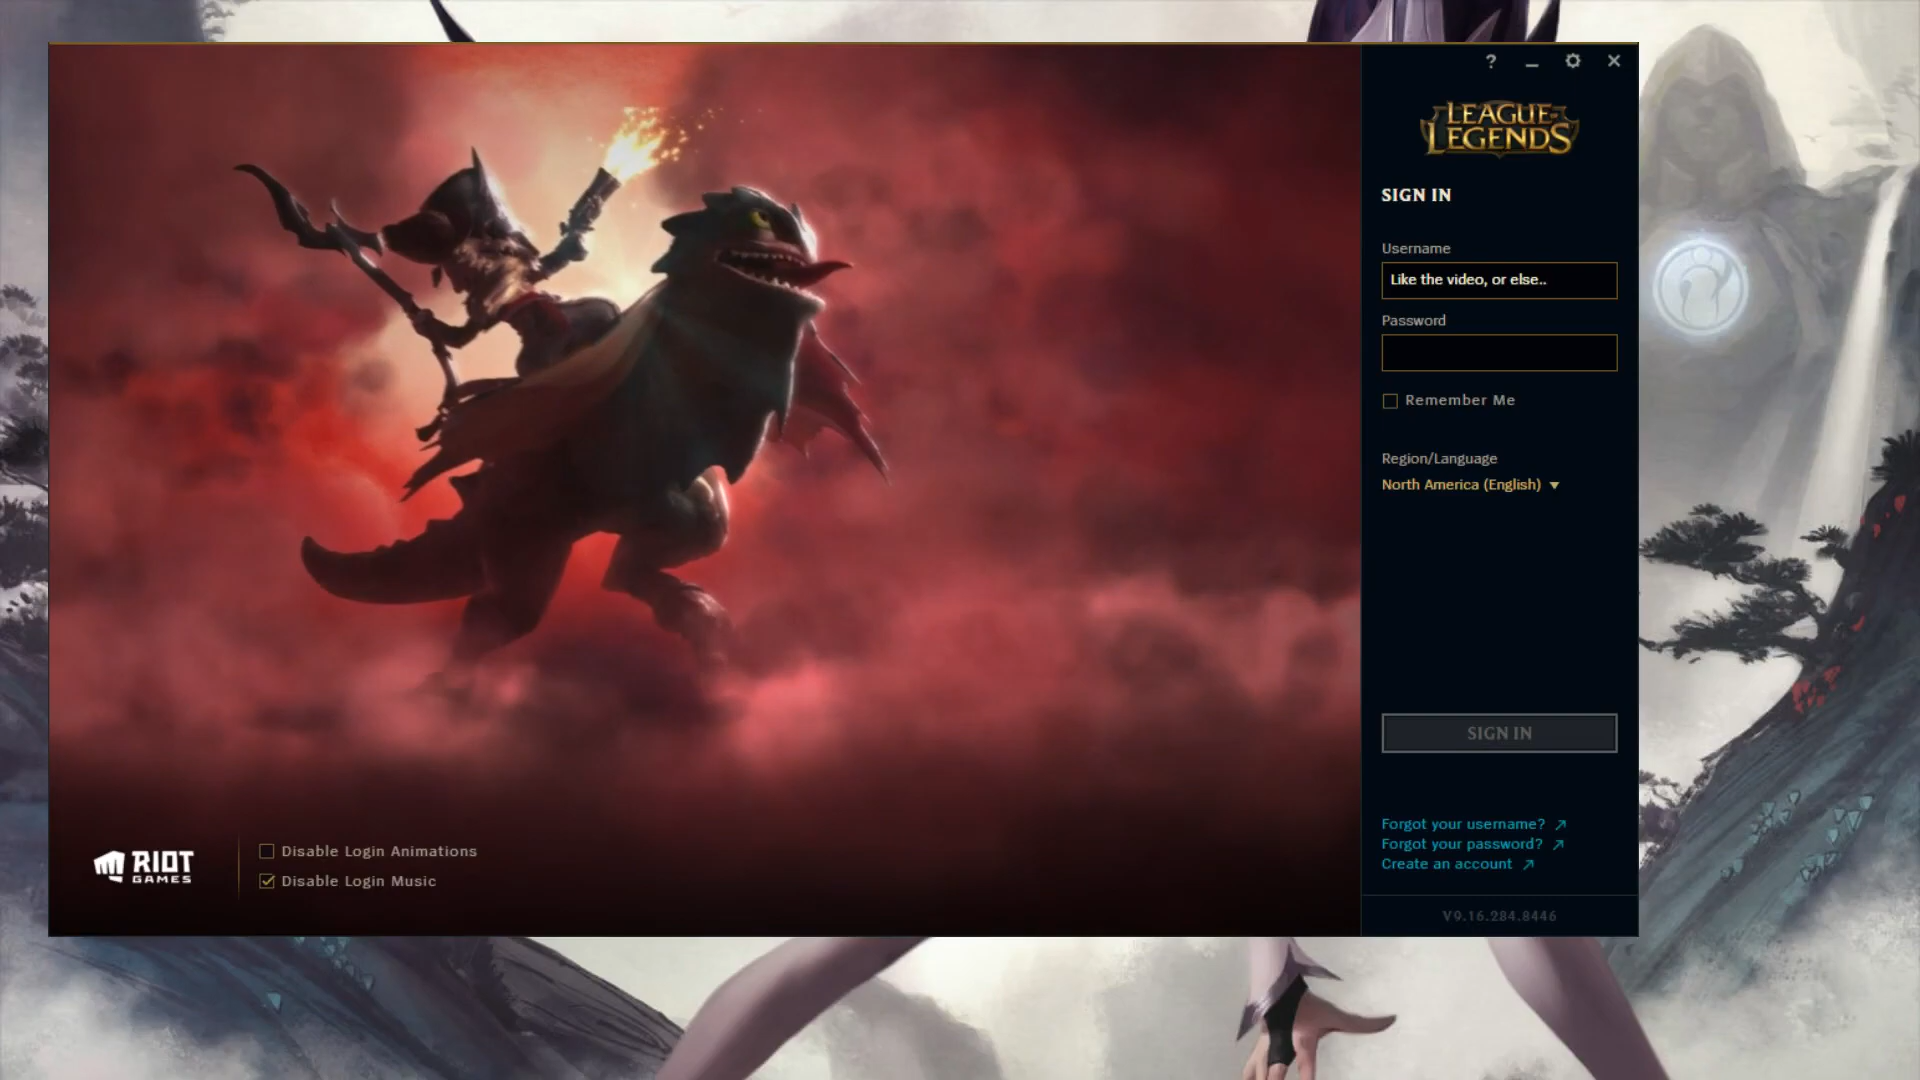 ?
LEAGUE OF
LEGENDS
SIGN IN
Username
Like the video, or else..
Password
Remember Me
Region/Language
North America (English)
SIGN IN
Forgot your username?
Forgot your password?
Create an account
V9.16.284.8446
RIOT
GAMES
Disable Login Animations
Disable Login Music